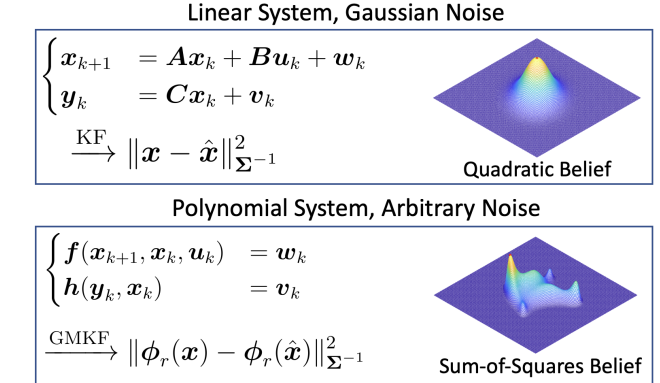 Linear System, Gaussian Noise
x_{k+1} = Ax_k + Bu_k + w_k
y_k = Cx_k + v_k
KF → ‖x − x̂‖²_{Σ⁻¹}
Quadratic Belief
Polynomial System, Arbitrary Noise
f(x_{k+1}, x_k, u_k) = w_k
h(y_k, x_k) = v_k
GMKF → ‖ϕ_r(x) − ϕ_r(x̂)‖²_{Σ⁻¹}
Sum-of-Squares Belief